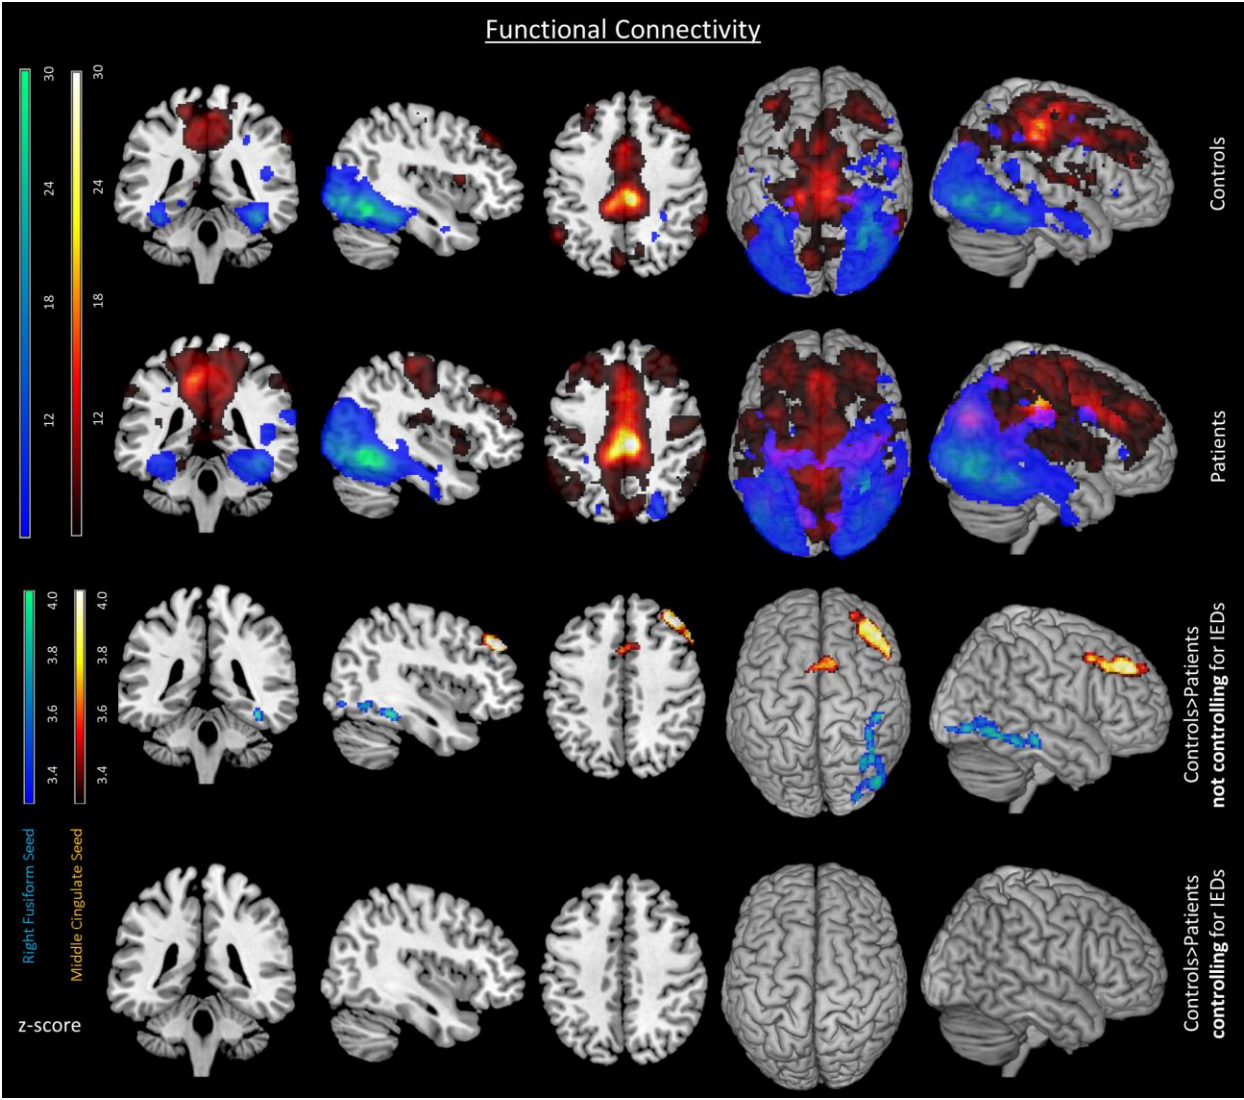 Functional Connectivity
30
24
18
12
30
24
18
12
Controls
Patients
4.0
3.8
3.6
3.4
4.0
3.8
3.6
3.4
Controls>Patients
not controlling for IEDs
Right Fusiform Seed
Middle Cingulate Seed
Controls>Patients
controlling for IEDs
z-score